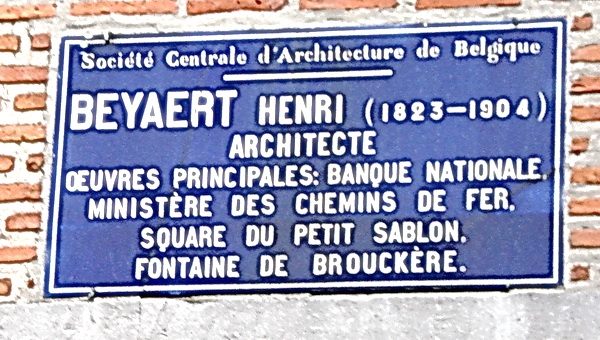 Société Centrale d'Architecture de Belgique
BEYAERT HENRI (1823-1904)
ARCHITECTE
ŒUVRES PRINCIPALES: BANQUE NATIONALE.
MINISTÈRE DES CHEMINS DE FER.
SQUARE DU PETIT SABLON.
FONTAINE DE BROUCKÈRE.